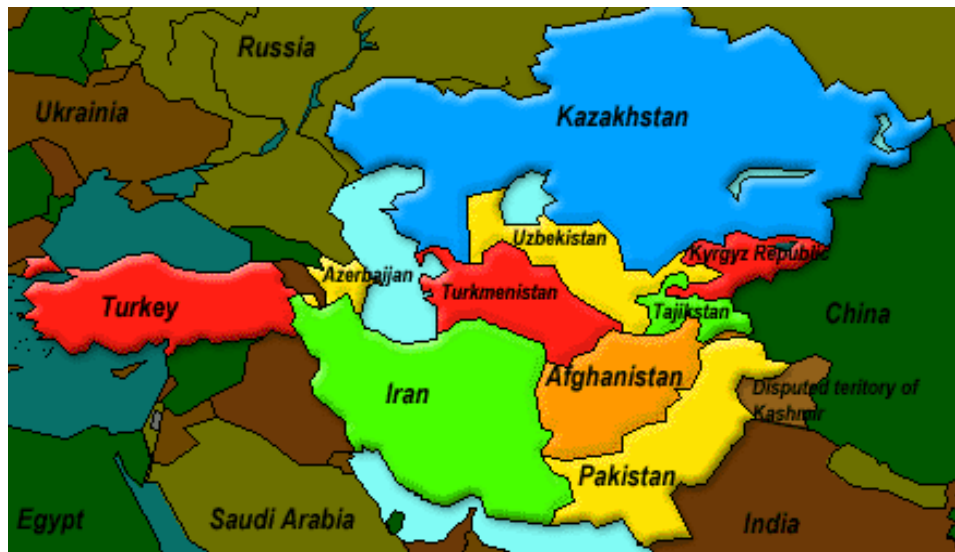 Russia
Ukrainia
Kazakhstan
Uzbekistan
Kyrgyz Republic
Azerbaijan
Turkmenistan
Turkey
Tajikstan
China
Afghanistan
Iran
Disputed teritory of
Kashmir
Pakistan
Egypt
Saudi Arabia
India